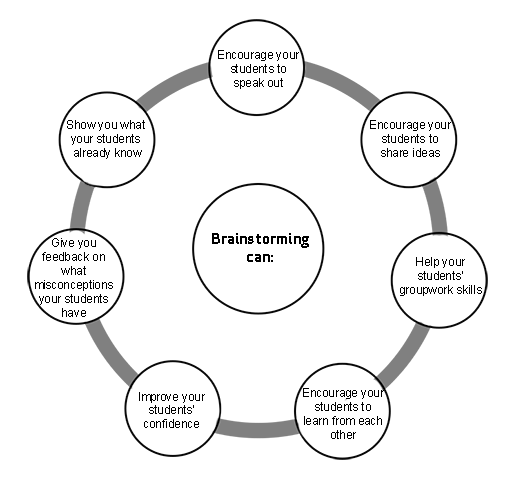 Encourage your
students to
speak out
Encourage your
students to
share ideas
Help your
students'
groupwork skills
Encourage your
students to
learn from each
other
Improve your
students'
confidence
Give you
feedback on
what
misconceptions
your students
have
Show you what
your students
already know
Brainstorming
can: